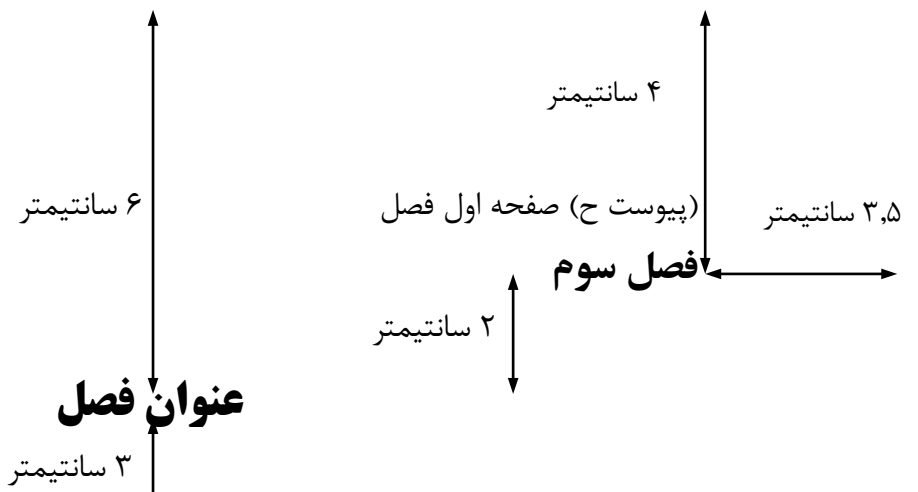 ۴ سانتیمتر
۶ سانتیمتر
(پیوست ح) صفحه اول فصل
۳٫۵ سانتیمتر
فصل سوم
۲ سانتیمتر
عنوان فصل
۳ سانتیمتر